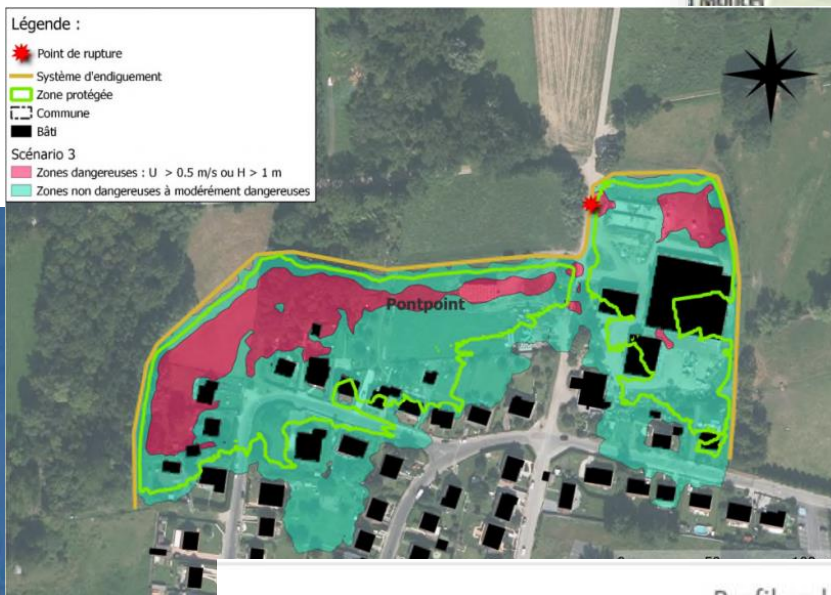 Légende :
Point de rupture
Système d'endiguement
Zone protégée
Commune
Bâti
Scénario 3
Zones dangereuses : U > 0.5 m/s ou H > 1 m
Zones non dangereuses à modérément dangereuses
Pontpoint